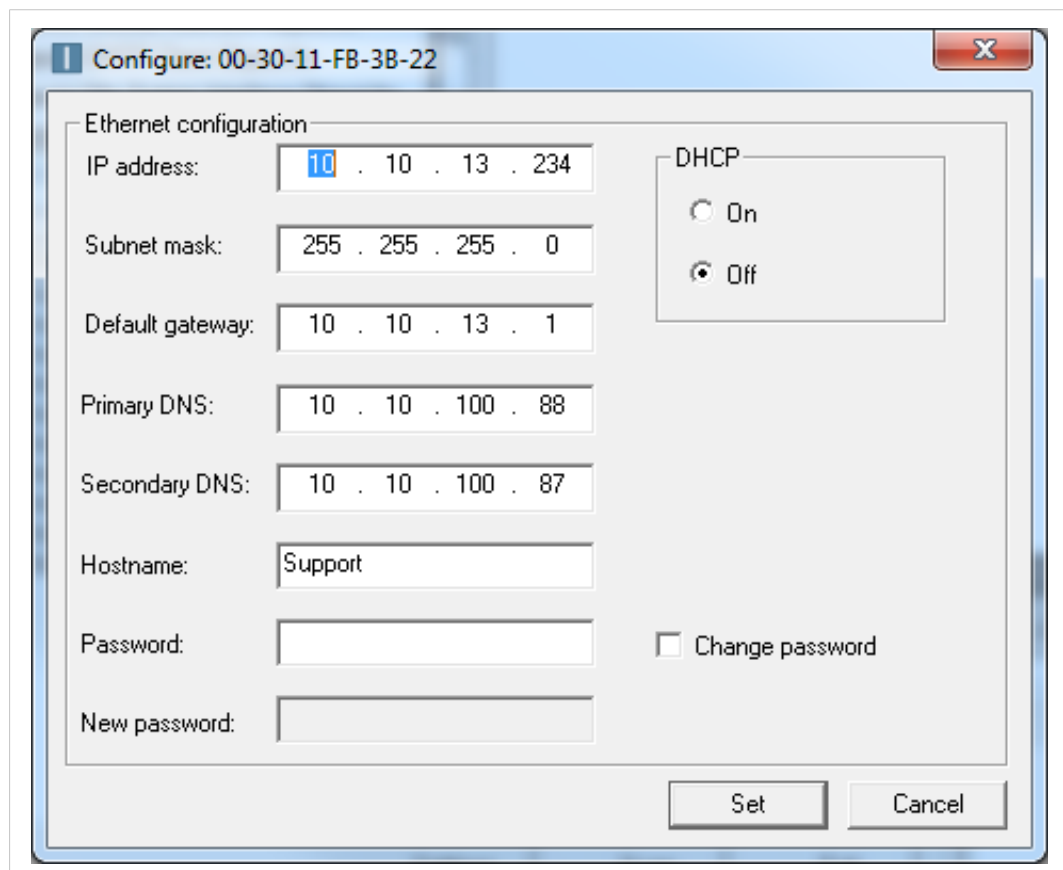 Configure: 00-30-11-FB-3B-22
Ethernet configuration
IP address: 10 . 10 . 13 . 234
DHCP
On
Subnet mask: 255 . 255 . 255 . 0
Off
Default gateway: 10 . 10 . 13 . 1
Primary DNS: 10 . 10 . 100 . 88
Secondary DNS: 10 . 10 . 100 . 87
Hostname: Support
Password:
Change password
New password:
Set
Cancel